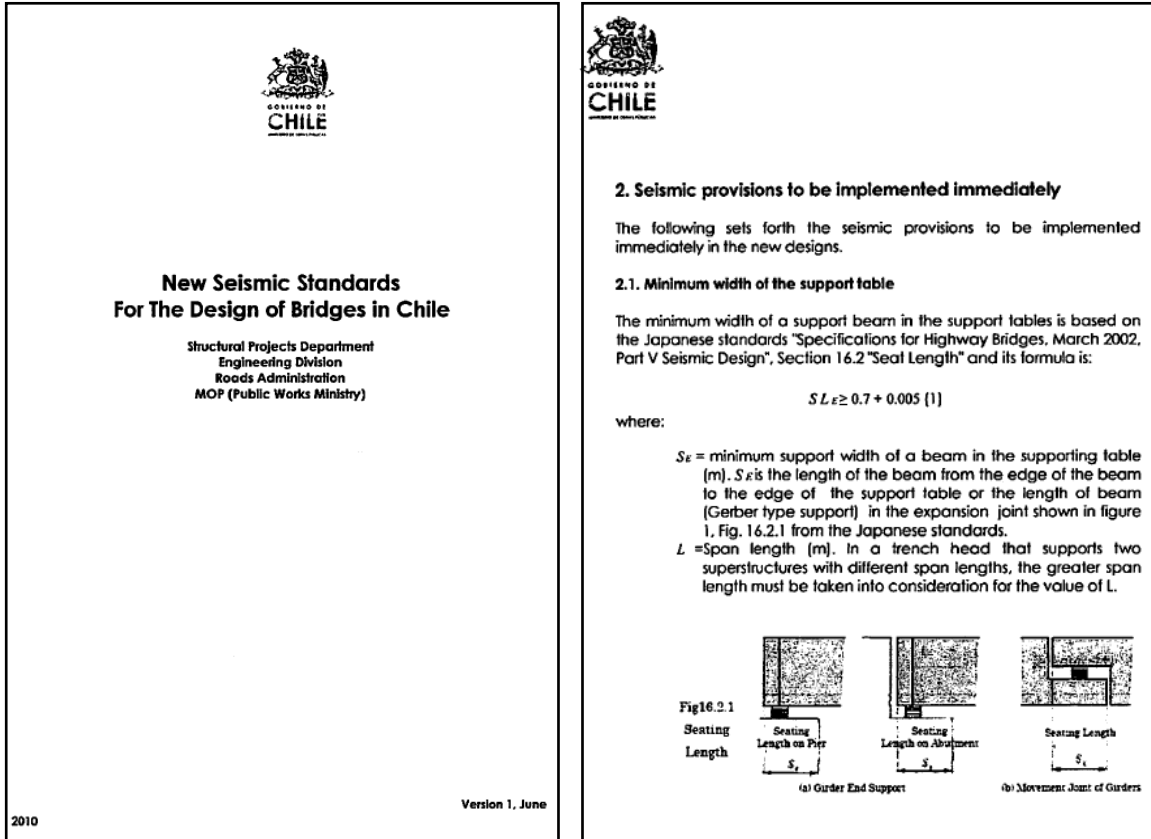 GOBIERNO DE
CHILE
New Seismic Standards
For The Design of Bridges in Chile
Structural Projects Department
Engineering Division
Roads Administration
MOP (Public Works Ministry)
Version 1, June
2010
GOBIERNO DE
CHILE
2. Seismic provisions to be implemented immediately
The following sets forth the seismic provisions to be implemented
immediately in the new designs.
2.1. Minimum width of the support table
The minimum width of a support beam in the support tables is based on
the Japanese standards "Specifications for Highway Bridges, March 2002,
Part V Seismic Design", Section 16.2 "Seat Length" and its formula is:
S L E ≥ 0.7 + 0.005 (1)
where:
SE = minimum support width of a beam in the supporting table
(m). S E is the length of the beam from the edge of the beam
to the edge of the support table or the length of beam
(Gerber type support) in the expansion joint shown in figure
1, Fig. 16.2.1 from the Japanese standards.
L =Span length (m). In a trench head that supports two
superstructures with different span lengths, the greater span
length must be taken into consideration for the value of L.
Fig16.2.1
Seating
Length
Seating
Length on Pier
Seating
Length on Abutment
Seating Length
(a) Girder End Support
(b) Movement Joint of Girders